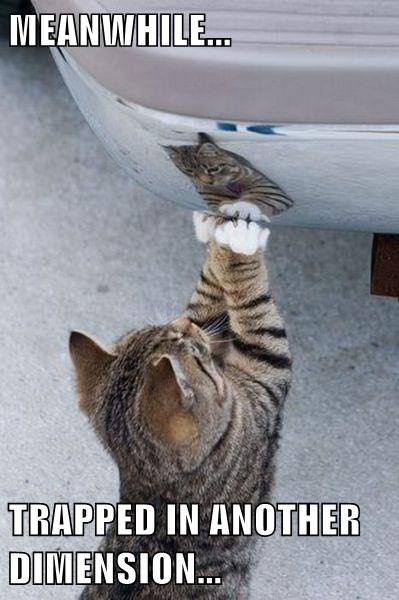 MEANWHILE...
TRAPPED IN ANOTHER
DIMENSION...